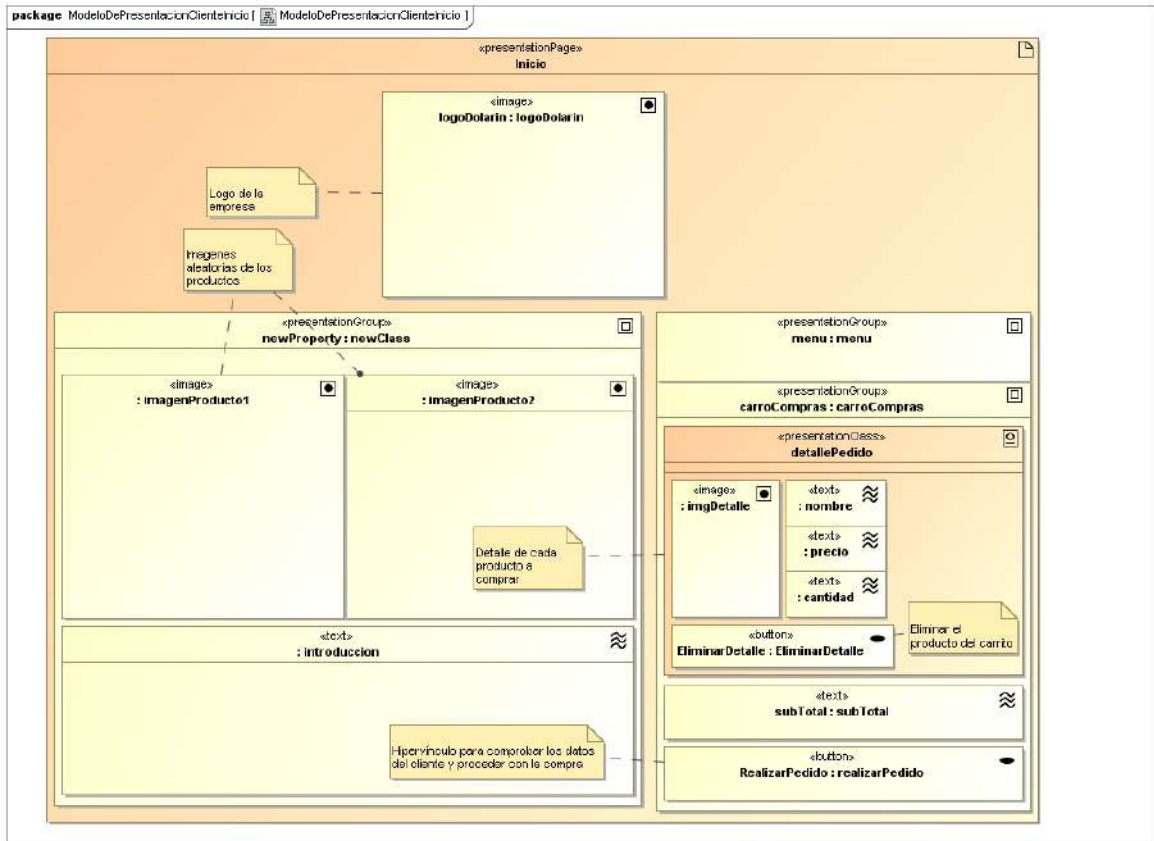 package ModeloDePresentacionClienteInicio [ ModeloDePresentacionClienteInicio ]
«presentationPage»
Inicio
«image»
logoDolarin : logoDolarin
Logo de la
empresa
Imagenes
aleatorias de los
productos
«presentationGroup»
newProperty : newClass
«image»
: imagenProducto1
«image»
: imagenProducto2
Detalle de cada
producto a
comprar
«text»
: introduccion
Hipervínculo para comprobar los datos
del cliente y proceder con la compra
«presentationGroup»
menu : menu
«presentationGroup»
carroCompras : carroCompras
«presentationClass»
detallePedido
«image»
: imgDetalle
«text»
: nombre
«text»
: precio
«text»
: cantidad
«button»
EliminarDetalle : EliminarDetalle
Eliminar el
producto del carrito
«text»
subTotal : subTotal
«button»
RealizarPedido : realizarPedido